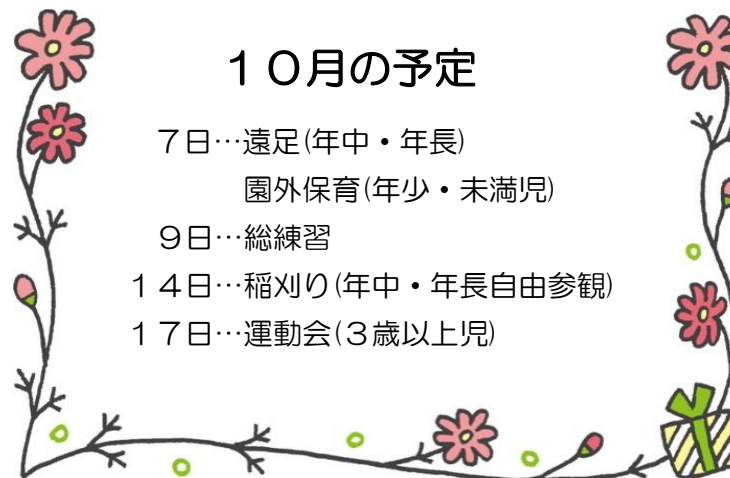 １０月の予定
７日…遠足(年中・年長)
園外保育(年少・未満児)
９日…総練習
１４日…稲刈り(年中・年長自由参観)
１７日…運動会(３歳以上児)